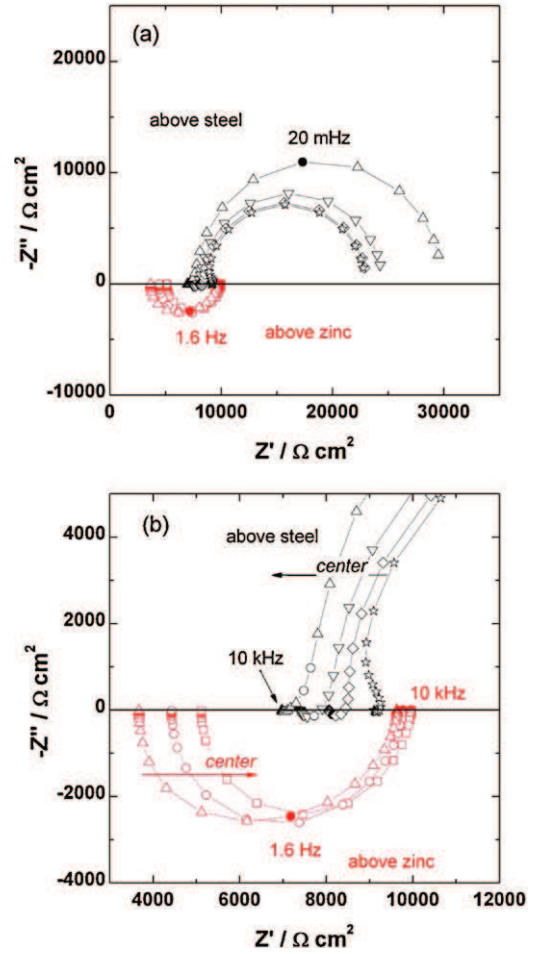 (a)
20000
10000
0
-10000
-Z'' / Ω cm²
above steel
20 mHz
1.6 Hz
above zinc
0
10000
20000
30000
Z' / Ω cm²
(b)
4000
2000
0
-2000
-4000
-Z'' / Ω cm²
above steel
center
10 kHz
10 kHz
center
1.6 Hz
above zinc
4000
6000
8000
10000
12000
Z' / Ω cm²